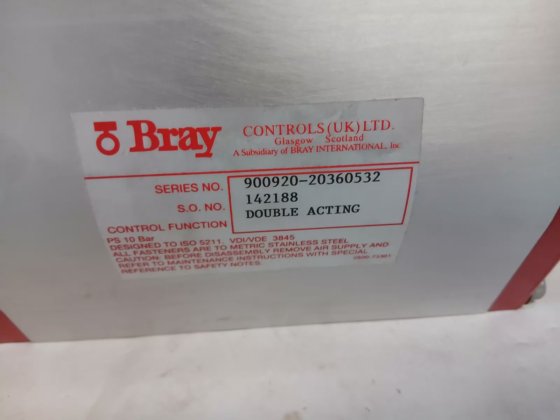 Bray
CONTROLS (UK) LTD.
Glasgow Scotland
A Subsidiary of BRAY INTERNATIONAL, Inc.
SERIES NO. 900920-20360532
S.O. NO. 142188
CONTROL FUNCTION DOUBLE ACTING
PS 10 Bar
DESIGNED TO ISO 5211, VDI/VDE 3845
ALL FASTENERS ARE TO METRIC STAINLESS STEEL
CAUTION: BEFORE DISASSEMBLY REMOVE AIR SUPPLY AND
REFER TO MAINTENANCE INSTRUCTIONS WITH SPECIAL
REFERENCE TO SAFETY NOTES.